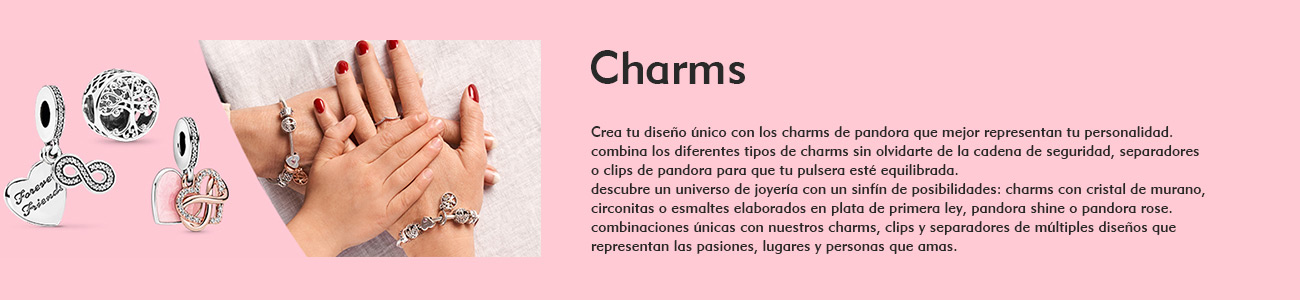 Charms
Crea tu diseño único con los charms de pandora que mejor representan tu personalidad.
combina los diferentes tipos de charms sin olvidarte de la cadena de seguridad, separadores
o clips de pandora para que tu pulsera esté equilibrada.
descubre un universo de joyería con un sinfín de posibilidades: charms con cristal de murano,
circonitas o esmaltes elaborados en plata de primera ley, pandora shine o pandora rose.
combinaciones únicas con nuestros charms, clips y separadores de múltiples diseños que
representan las pasiones, lugares y personas que amas.
Forever
Friends